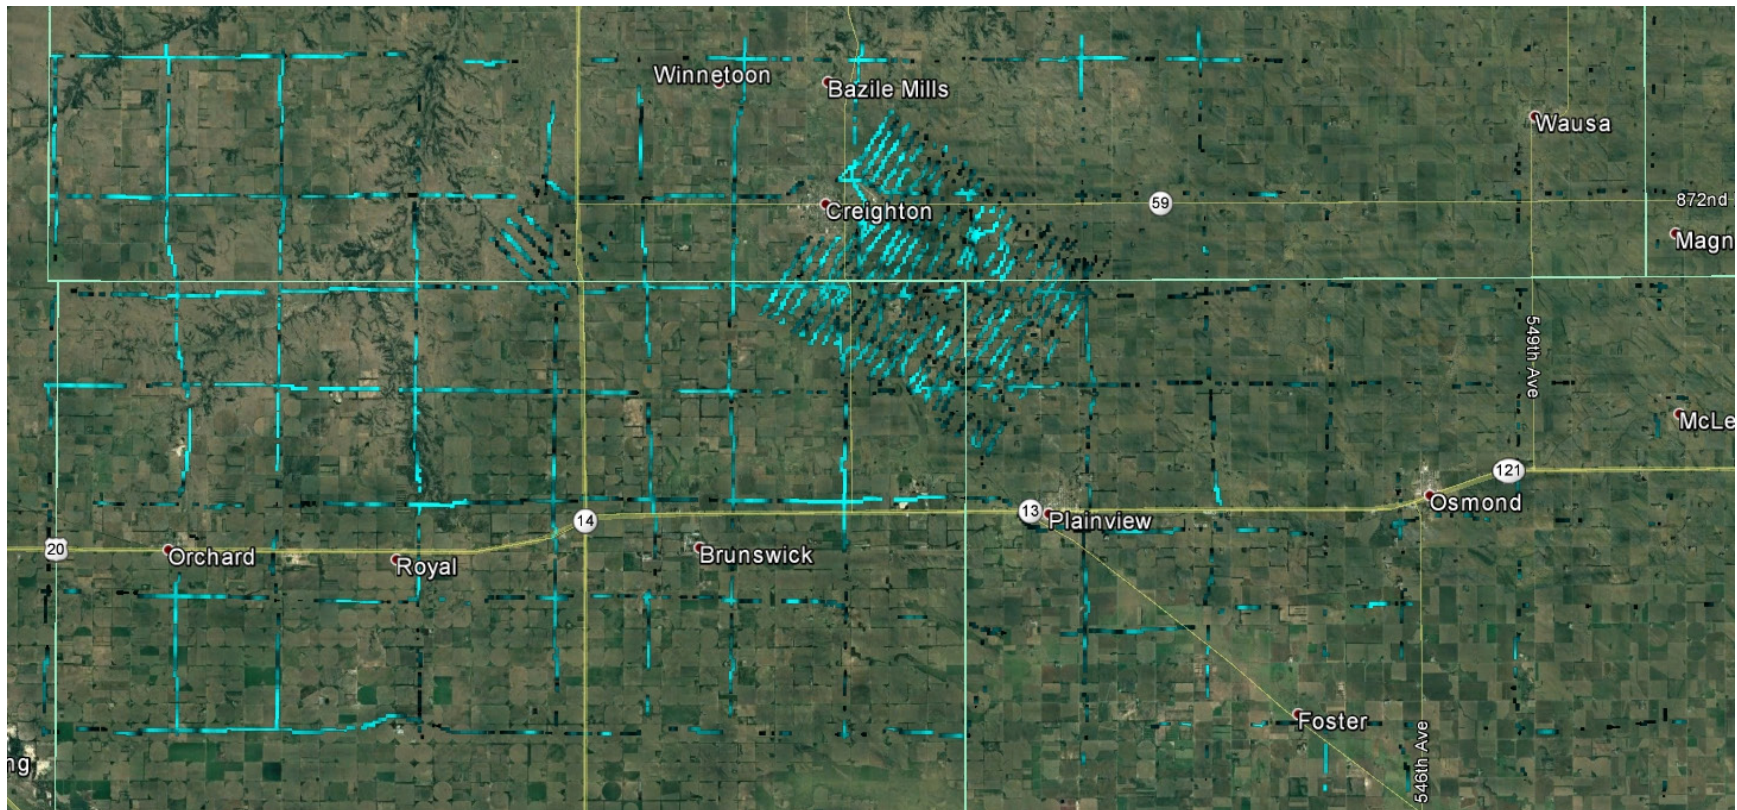 Winnetoon
Bazile Mills
Wausa
Creighton
59
872nd
Magn
549th Ave
McLe
121
Osmond
13
Plainview
14
20
Orchard
Royal
Brunswick
Foster
546th Ave
ng